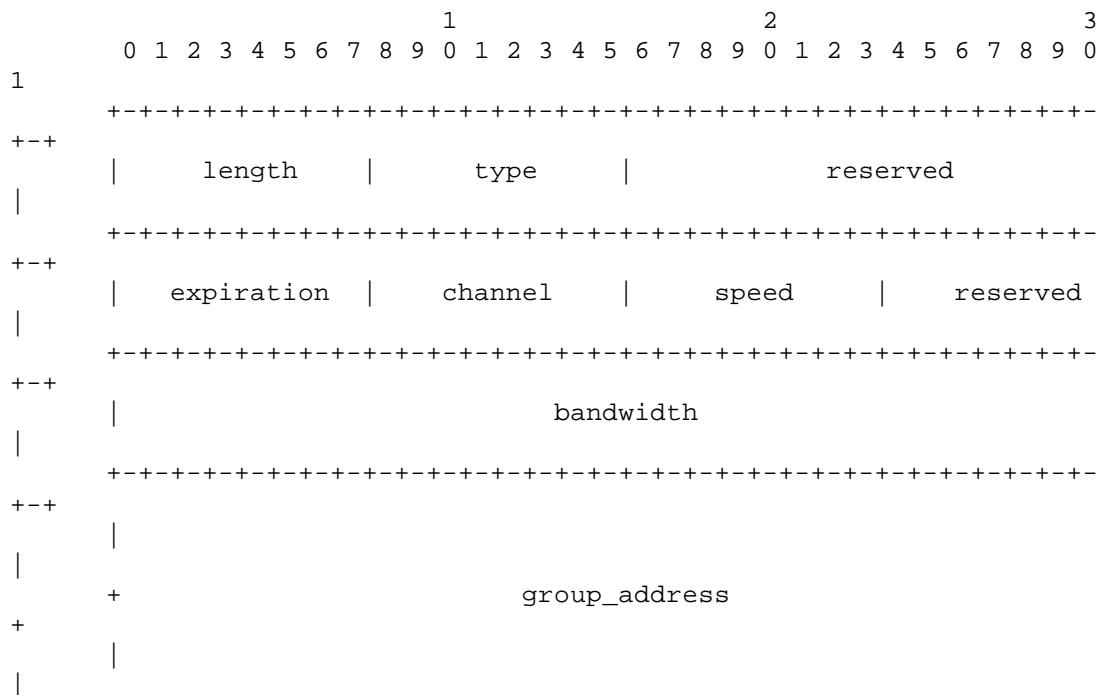 1                   2                   3
       0 1 2 3 4 5 6 7 8 9 0 1 2 3 4 5 6 7 8 9 0 1 2 3 4 5 6 7 8 9 0
1
      +-+-+-+-+-+-+-+-+-+-+-+-+-+-+-+-+-+-+-+-+-+-+-+-+-+-+-+-+-+-+-
+-+
      |     length    |      type     |            reserved
|
      +-+-+-+-+-+-+-+-+-+-+-+-+-+-+-+-+-+-+-+-+-+-+-+-+-+-+-+-+-+-+-
+-+
      |   expiration  |    channel    |     speed     |    reserved
|
      +-+-+-+-+-+-+-+-+-+-+-+-+-+-+-+-+-+-+-+-+-+-+-+-+-+-+-+-+-+-+-
+-+
      |                           bandwidth
|
      +-+-+-+-+-+-+-+-+-+-+-+-+-+-+-+-+-+-+-+-+-+-+-+-+-+-+-+-+-+-+-
+-+
      |
|
      +                         group_address
+
      |
|